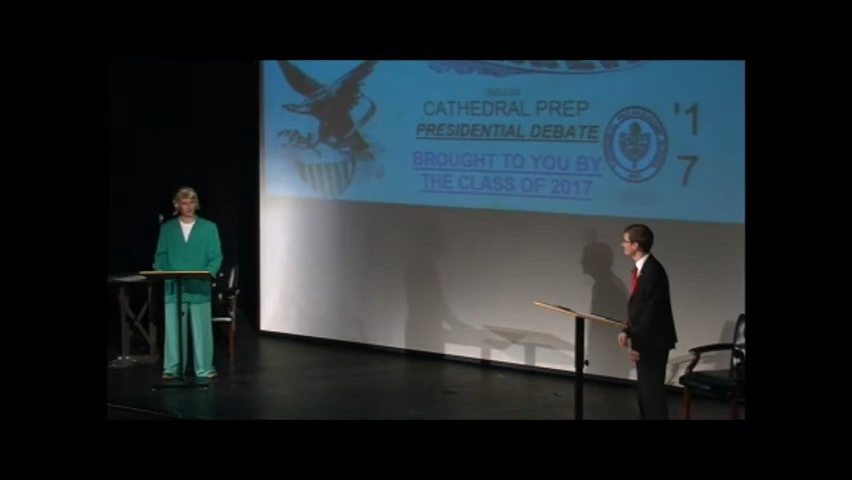 CATHEDRAL PREP
PRESIDENTIAL DEBATE
BROUGHT TO YOU BY
THE CLASS OF 2017
'1
7